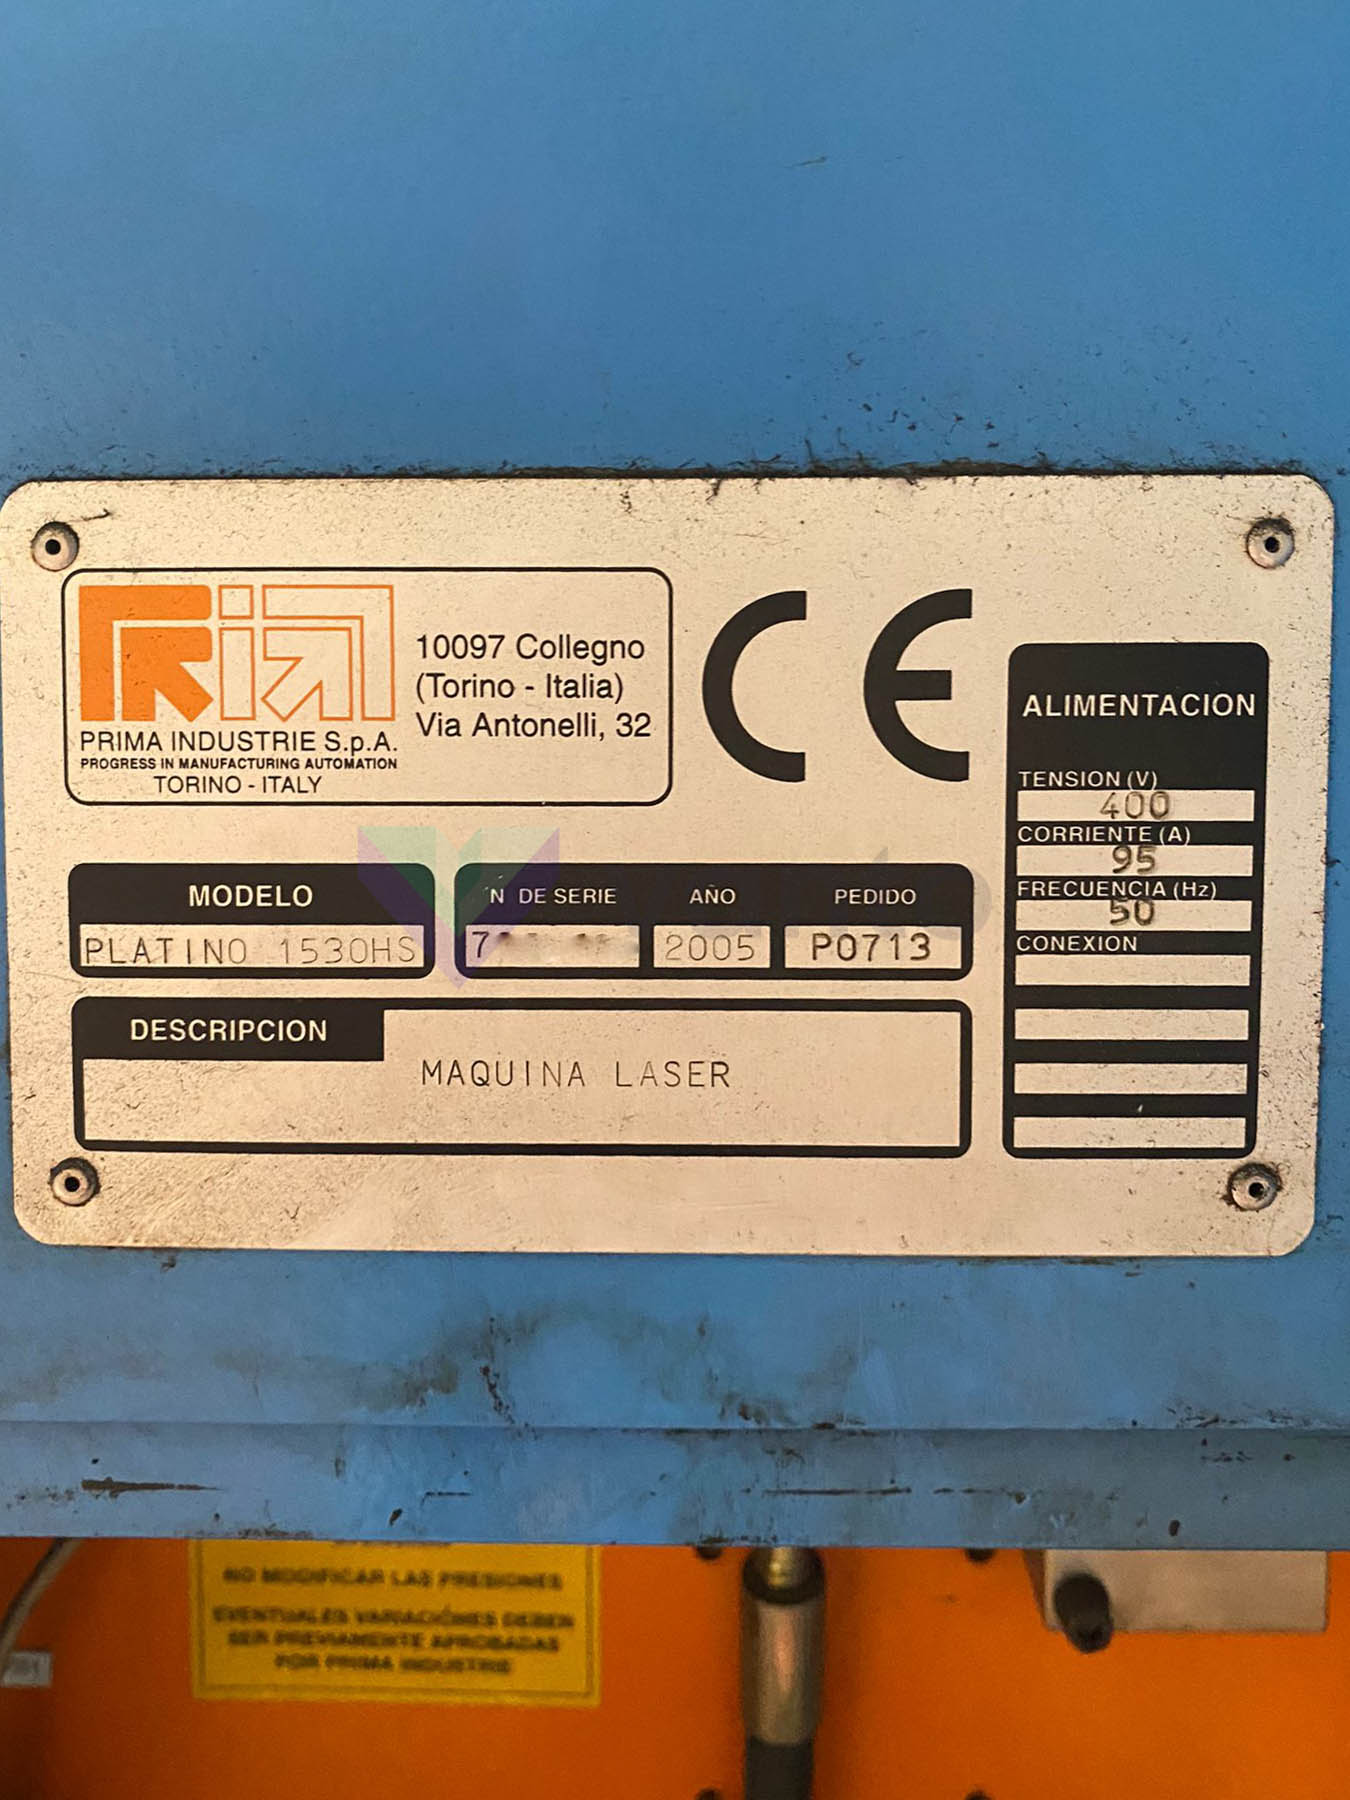 PRIMA INDUSTRIE S.p.A.
PROGRESS IN MANUFACTURING AUTOMATION
TORINO - ITALY
10097 Collegno
(Torino - Italia)
Via Antonelli, 32
CE
MODELO
PLATINO 1530HS
N DE SERIE
7
AÑO
2005
PEDIDO
P0713
DESCRIPCION
MAQUINA LASER
ALIMENTACION
TENSION (V)
400
CORRIENTE (A)
95
FRECUENCIA (Hz)
50
CONEXION
NO MODIFICAR LAS PRESIONES
EVENTUALES VARIACIÓNES DEBEN
SER PREVIAMENTE APROBADAS
POR PRIMA INDUSTRIE